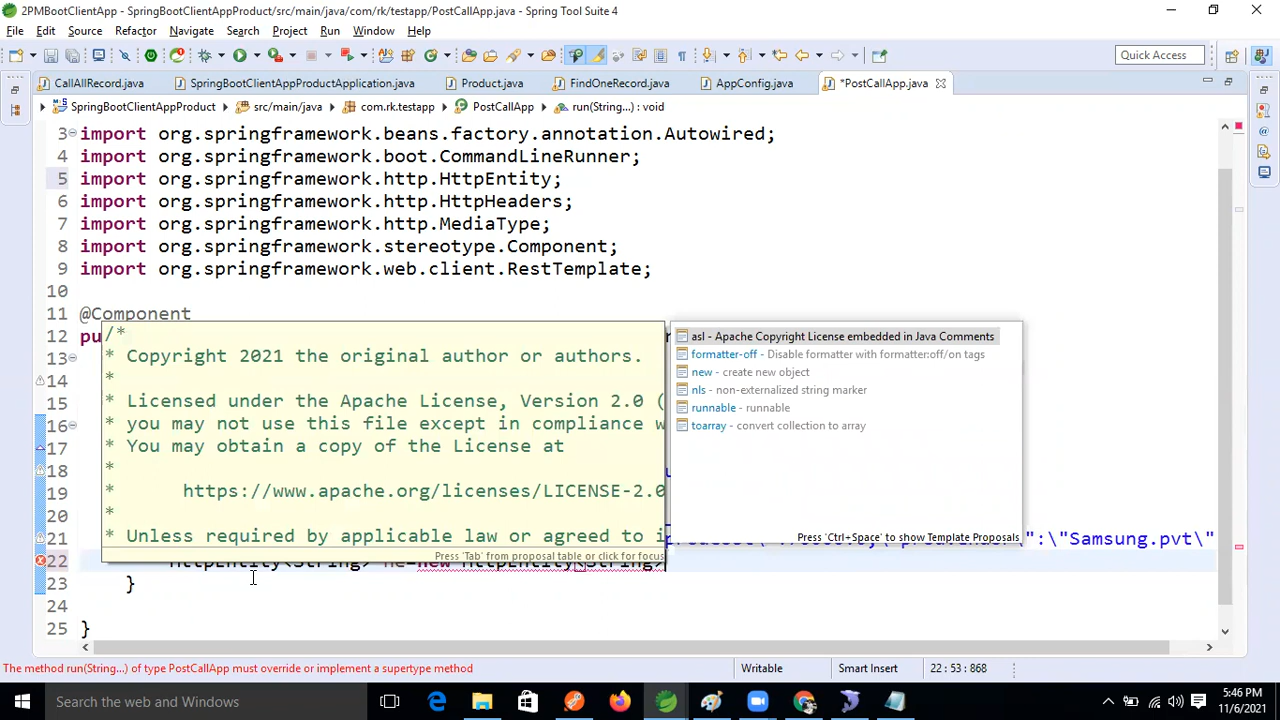 2PMBootClientApp - SpringBootClientAppProduct/src/main/java/com/rk/testapp/PostCallApp.java - Spring Tool Suite 4
File Edit Source Refactor Navigate Search Project Run Window Help
Quick Access
CallAllRecord.java SpringBootClientAppProductApplication.java Product.java FindOneRecord.java AppConfig.java *PostCallApp.java
SpringBootClientAppProduct src/main/java com.rk.testapp PostCallApp run(String...) : void
3 import org.springframework.beans.factory.annotation.Autowired;
4 import org.springframework.boot.CommandLineRunner;
5 import org.springframework.http.HttpEntity;
6 import org.springframework.http.HttpHeaders;
7 import org.springframework.http.MediaType;
8 import org.springframework.stereotype.Component;
9 import org.springframework.web.client.RestTemplate;
10
11 @Component
12 pu
13
14
15
16
17
18
19
20
21 :\"Samsung.pvt\"
22 HttpEntity<String> he=new HttpEntity<String>
23 }
24
25 }
/*
* Copyright 2021 the original author or authors.
*
* Licensed under the Apache License, Version 2.0 (
* you may not use this file except in compliance w
* You may obtain a copy of the License at
*
* https://www.apache.org/licenses/LICENSE-2.0
*
* Unless required by applicable law or agreed to i
Press 'Tab' from proposal table or click for focus
asl - Apache Copyright License embedded in Java Comments
formatter-off - Disable formatter with formatter:off/on tags
new - create new object
nls - non-externalized string marker
runnable - runnable
toarray - convert collection to array
Press 'Ctrl+Space' to show Template Proposals
The method run(String...) of type PostCallApp must override or implement a supertype method
Writable Smart Insert 22 : 53 : 868
Search the web and Windows
5:46 PM
11/6/2021